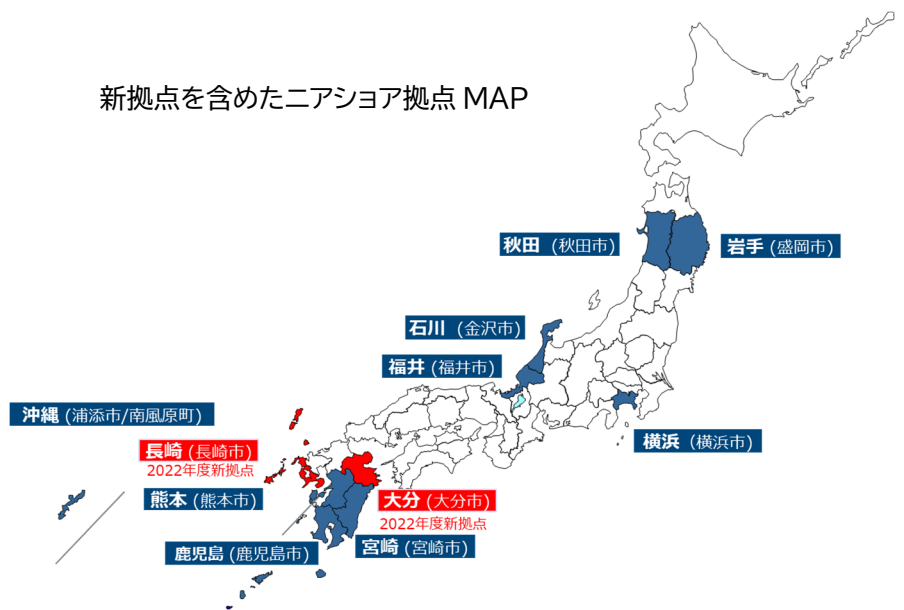 新拠点を含めたニアショア拠点 MAP
秋田 (秋田市)
岩手 (盛岡市)
石川 (金沢市)
福井 (福井市)
沖縄 (浦添市/南風原町)
横浜 (横浜市)
長崎 (長崎市)
2022年度新拠点
熊本 (熊本市)
大分 (大分市)
2022年度新拠点
鹿児島 (鹿児島市)
宮崎 (宮崎市)